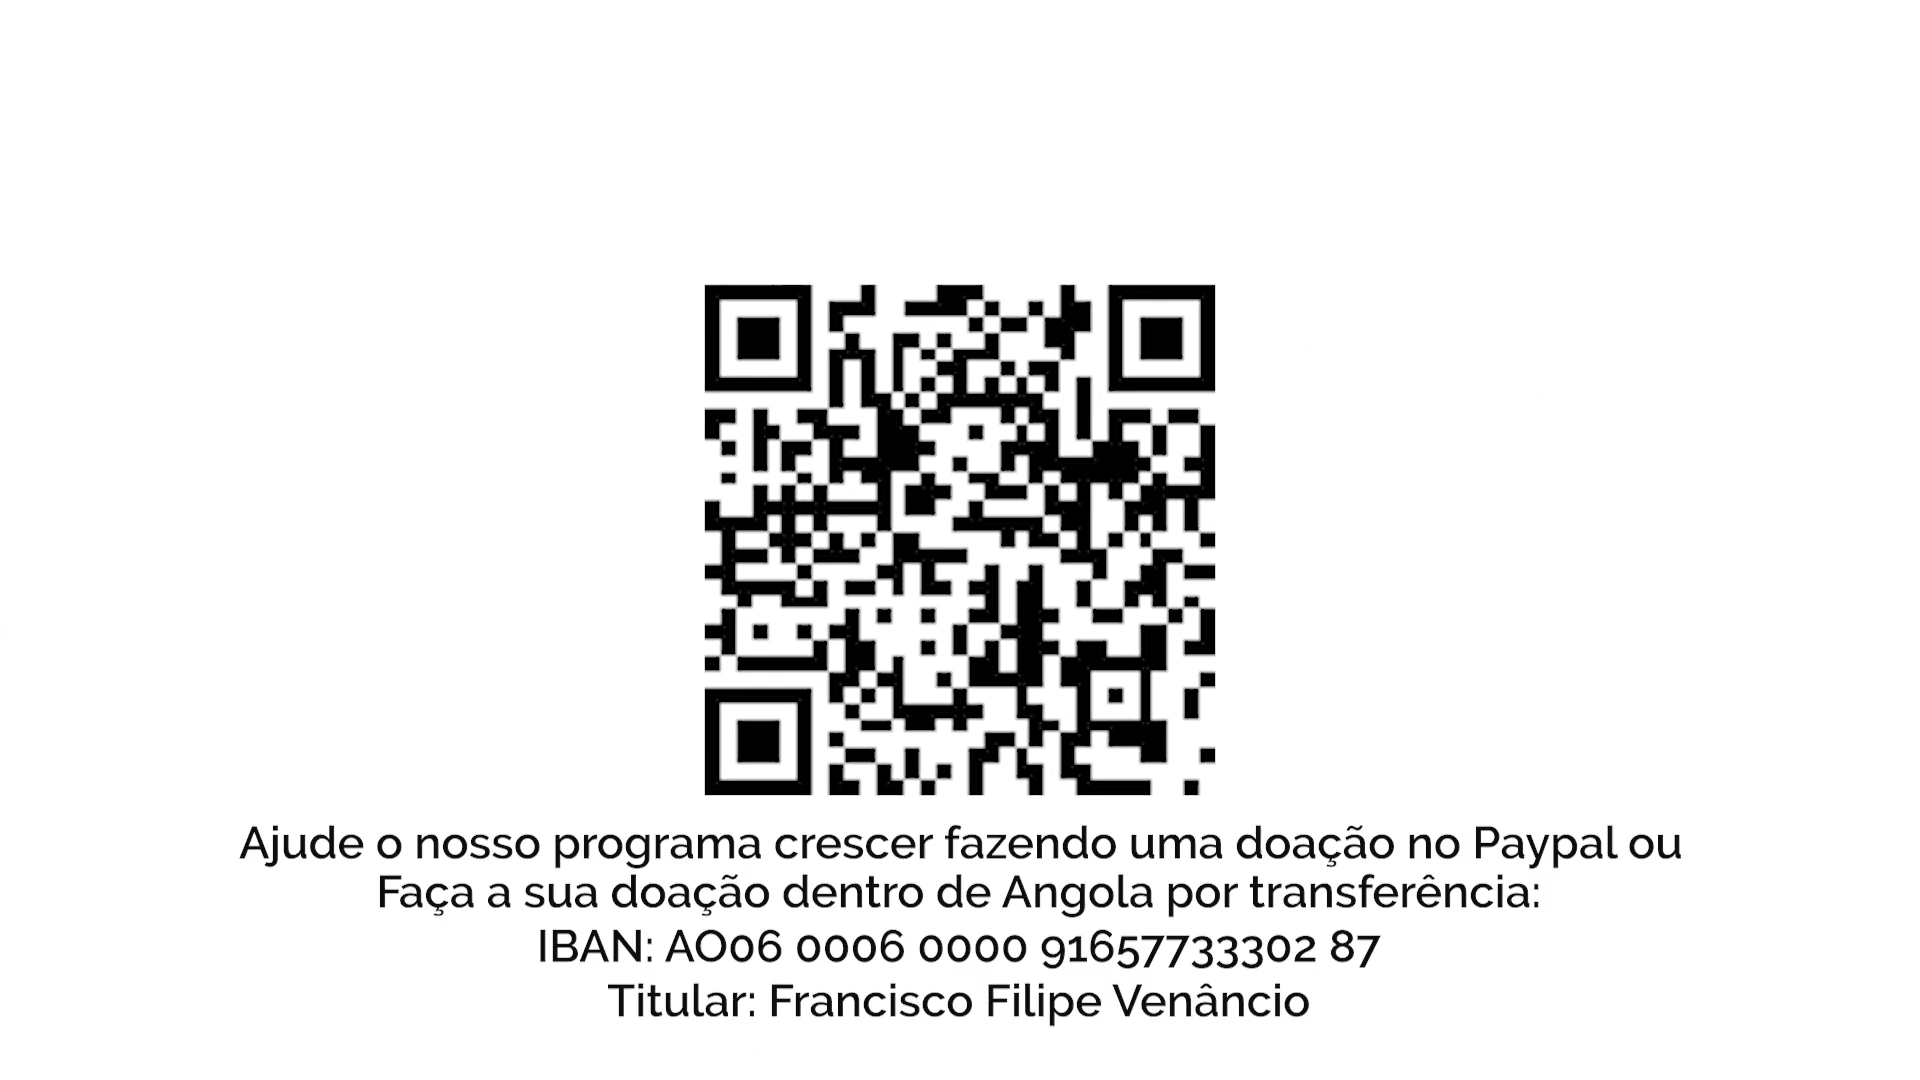 Ajude o nosso programa crescer fazendo uma doação no Paypal ou
Faça a sua doação dentro de Angola por transferência:
IBAN: AO06 0006 0000 91657733302 87
Titular: Francisco Filipe Venâncio